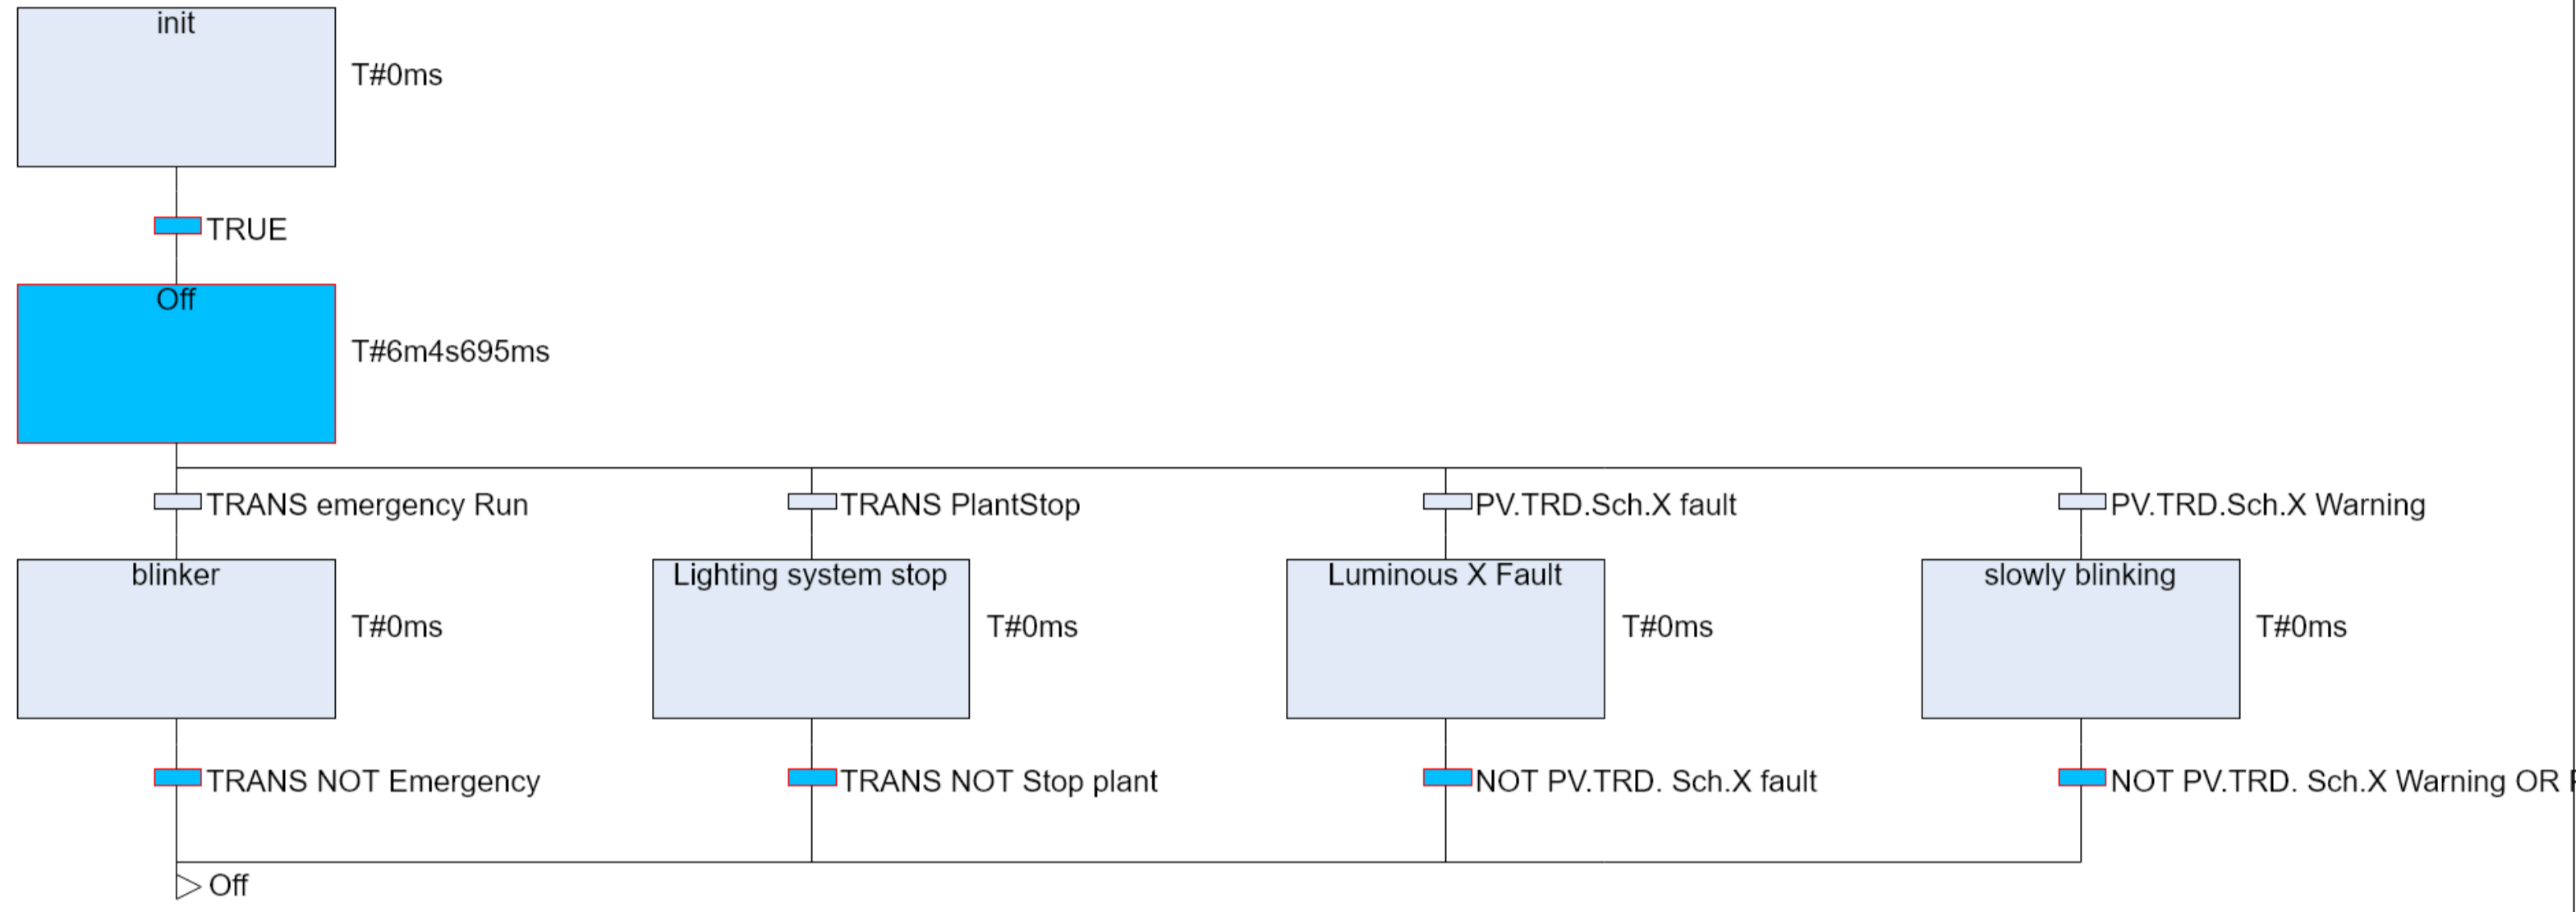 init
T#0ms
TRUE
Off
T#6m4s695ms
TRANS emergency Run
TRANS PlantStop
PV.TRD.Sch.X fault
PV.TRD.Sch.X Warning
blinker
T#0ms
Lighting system stop
T#0ms
Luminous X Fault
T#0ms
slowly blinking
T#0ms
TRANS NOT Emergency
TRANS NOT Stop plant
NOT PV.TRD. Sch.X fault
NOT PV.TRD. Sch.X Warning OR
Off